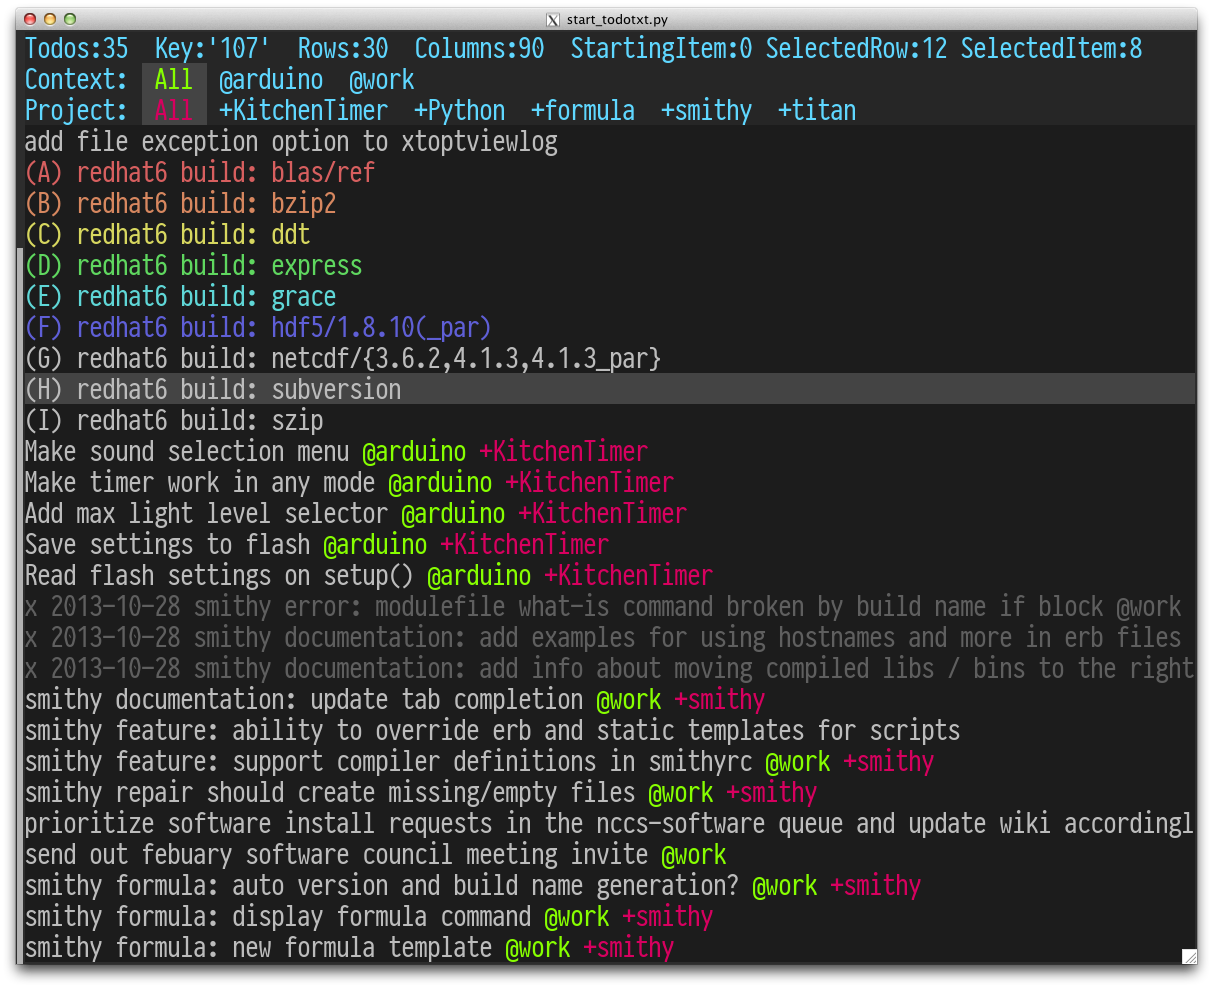 start_todotxt.py
Todos:35 Key:'107' Rows:30 Columns:90 StartingItem:0 SelectedRow:12 SelectedItem:8
Context: All @arduino @work
Project: All +KitchenTimer +Python +formula +smithy +titan
add file exception option to xtoptviewlog
(A) redhat6 build: blas/ref
(B) redhat6 build: bzip2
(C) redhat6 build: ddt
(D) redhat6 build: express
(E) redhat6 build: grace
(F) redhat6 build: hdf5/1.8.10(_par)
(G) redhat6 build: netcdf/{3.6.2,4.1.3,4.1.3_par}
(H) redhat6 build: subversion
(I) redhat6 build: szip
Make sound selection menu @arduino +KitchenTimer
Make timer work in any mode @arduino +KitchenTimer
Add max light level selector @arduino +KitchenTimer
Save settings to flash @arduino +KitchenTimer
Read flash settings on setup() @arduino +KitchenTimer
x 2013-10-28 smithy error: modulefile what-is command broken by build name if block @work
x 2013-10-28 smithy documentation: add examples for using hostnames and more in erb files
x 2013-10-28 smithy documentation: add info about moving compiled libs / bins to the right
smithy documentation: update tab completion @work +smithy
smithy feature: ability to override erb and static templates for scripts
smithy feature: support compiler definitions in smithyrc @work +smithy
smithy repair should create missing/empty files @work +smithy
prioritize software install requests in the nccs-software queue and update wiki accordingl
send out febuary software council meeting invite @work
smithy formula: auto version and build name generation? @work +smithy
smithy formula: display formula command @work +smithy
smithy formula: new formula template @work +smithy